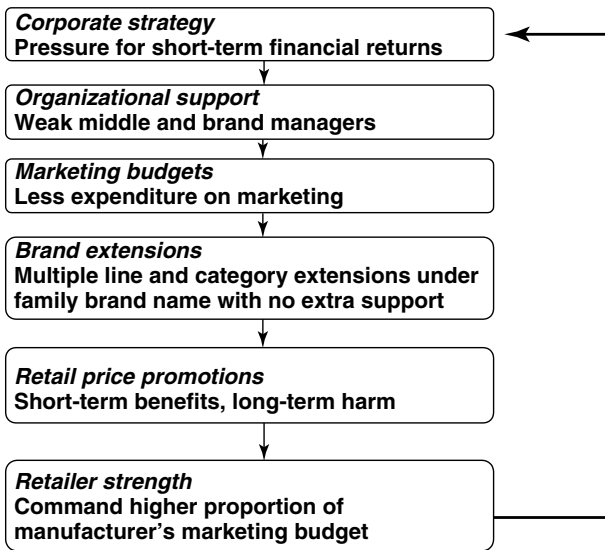 Corporate strategy
Pressure for short-term financial returns
Organizational support
Weak middle and brand managers
Marketing budgets
Less expenditure on marketing
Brand extensions
Multiple line and category extensions under
family brand name with no extra support
Retail price promotions
Short-term benefits, long-term harm
Retailer strength
Command higher proportion of
manufacturer's marketing budget